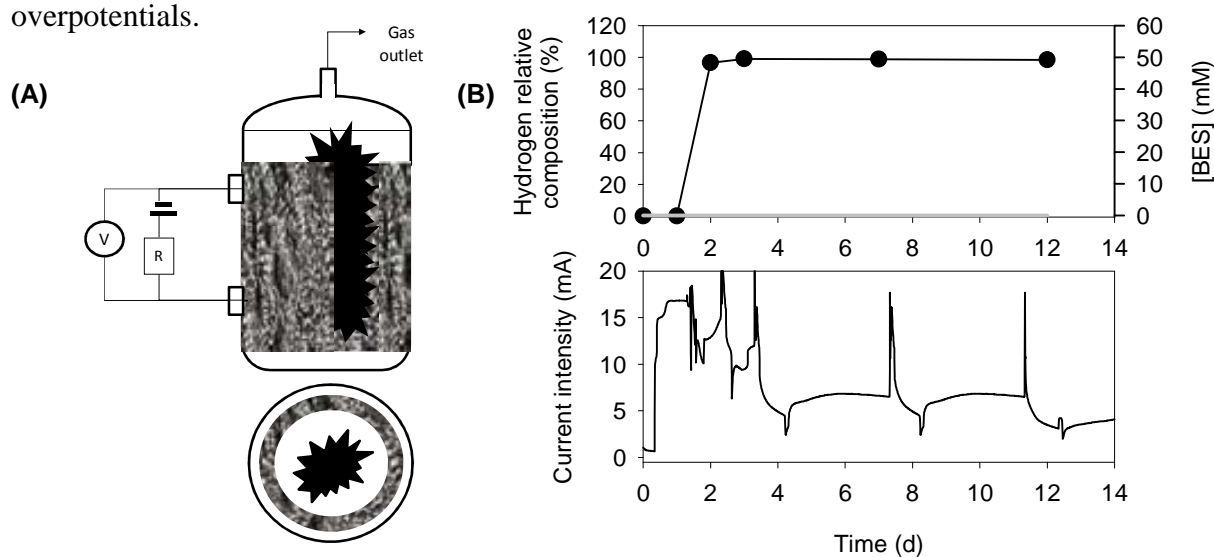 overpotentials.
(A)
Gas
outlet
V
R
(B)
Hydrogen relative
composition (%)
120
100
80
60
40
20
0
60
50
40
30
20
10
0
[BES] (mM)
0 2 4 6 8 10 12 14
Current intensity (mA)
20
15
10
5
0
0 2 4 6 8 10 12 14
Time (d)